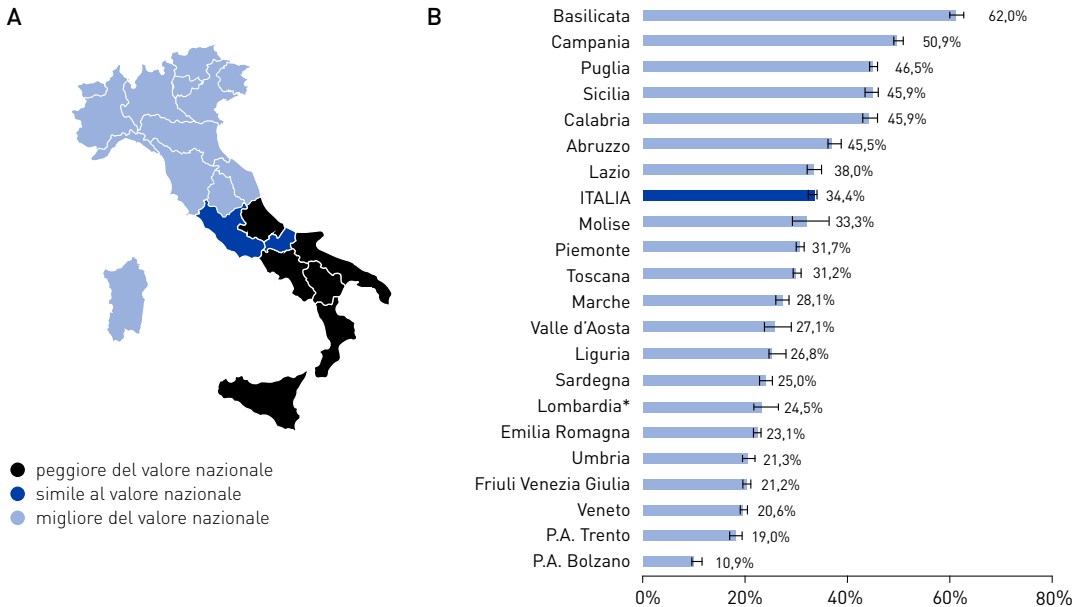 A
peggiore del valore nazionale
simile al valore nazionale
migliore del valore nazionale
B
Basilicata 62,0%
Campania 50,9%
Puglia 46,5%
Sicilia 45,9%
Calabria 45,9%
Abruzzo 45,5%
Lazio 38,0%
ITALIA 34,4%
Molise 33,3%
Piemonte 31,7%
Toscana 31,2%
Marche 28,1%
Valle d'Aosta 27,1%
Liguria 26,8%
Sardegna 25,0%
Lombardia* 24,5%
Emilia Romagna 23,1%
Umbria 21,3%
Friuli Venezia Giulia 21,2%
Veneto 20,6%
P.A. Trento 19,0%
P.A. Bolzano 10,9%
0% 20% 40% 60% 80%